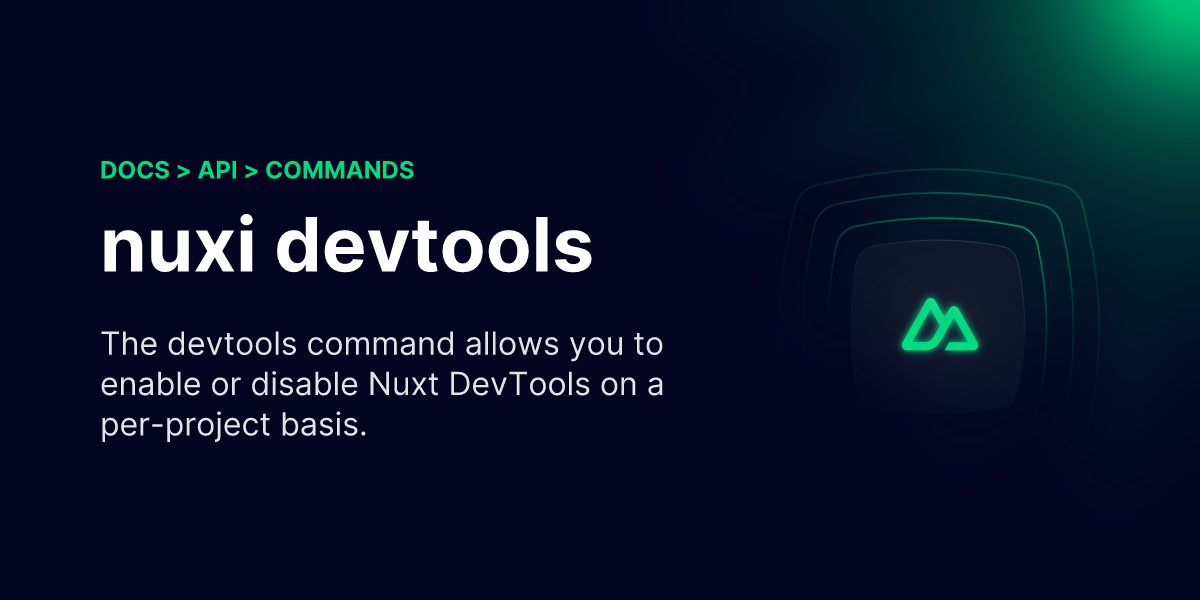 DOCS > API > COMMANDS
nuxi devtools
The devtools command allows you to
enable or disable Nuxt DevTools on a
per-project basis.